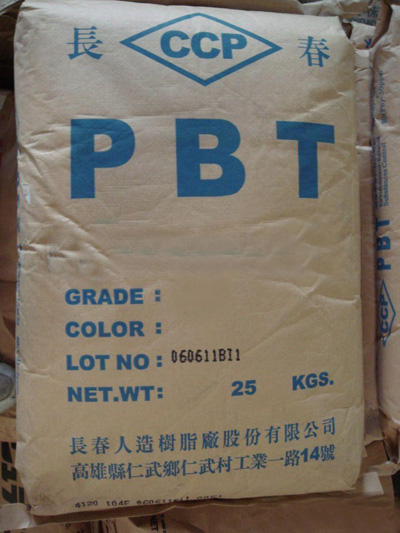 長 CCP 春
PBT
GRADE :
COLOR :
LOT NO : 060611BI1
NET.WT: 25 KGS.
長春人造樹脂廠股份有限公司
高雄縣仁武鄉仁武村工業一路14號
PBT